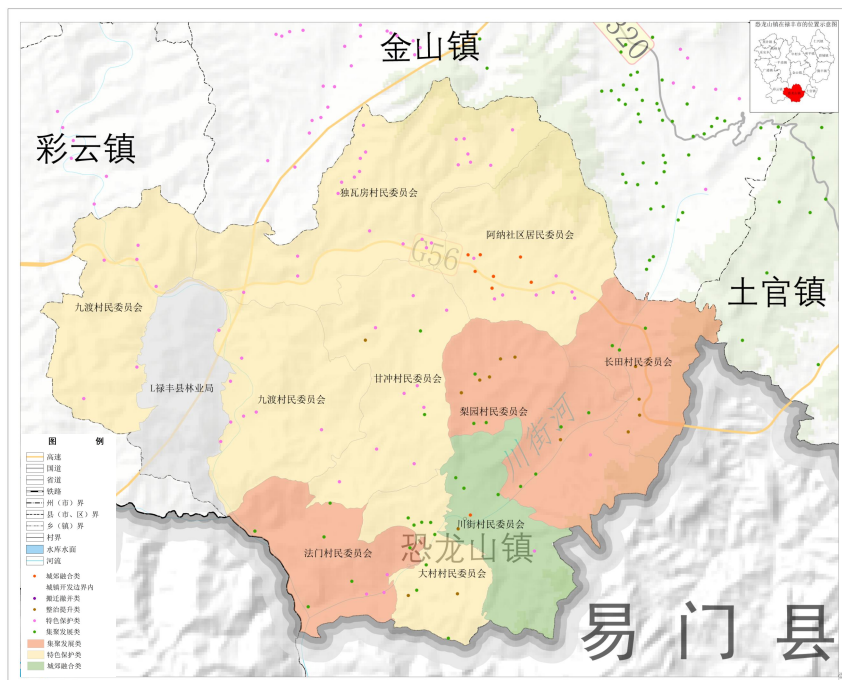 恐龙山镇在禄丰市的位置示意图
金山镇
320
彩云镇
独瓦房村民委员会
阿纳社区居民委员会
G56
土官镇
九渡村民委员会
长田村民委员会
L禄丰县林业局
甘冲村民委员会
九渡村民委员会
梨园村民委员会
川街河
川街村民委员会
法门村民委员会
恐龙山镇
大村村民委员会
易门县
图 例
高速
国道
省道
铁路
州（市）界
县（市、区）界
乡（镇）界
村界
水库水面
河流
城郊融合类
城镇开发边界内
搬迁撤并类
整治提升类
特色保护类
集聚发展类
集聚发展类
特色保护类
城郊融合类